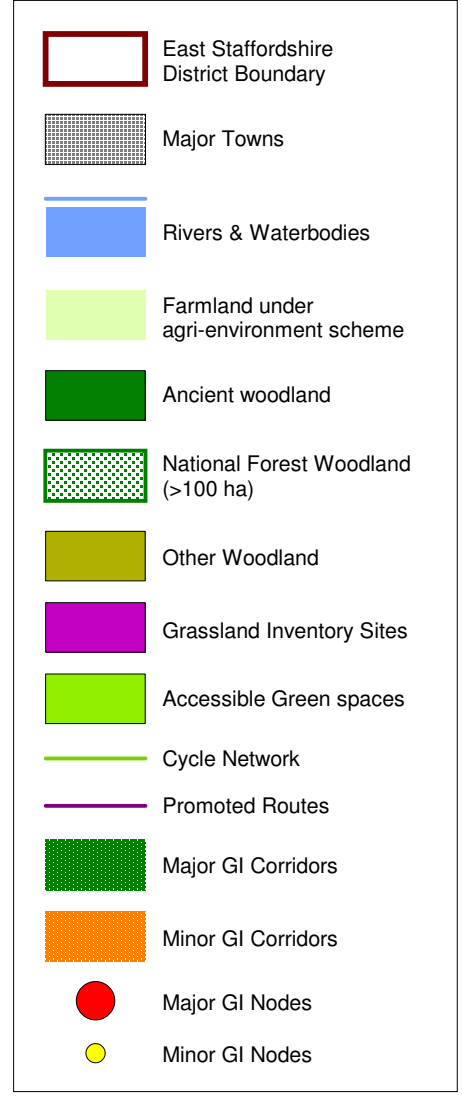 East Staffordshire
District Boundary
Major Towns
Rivers & Waterbodies
Farmland under
agri-environment scheme
Ancient woodland
National Forest Woodland
(>100 ha)
Other Woodland
Grassland Inventory Sites
Accessible Green spaces
Cycle Network
Promoted Routes
Major GI Corridors
Minor GI Corridors
Major GI Nodes
Minor GI Nodes